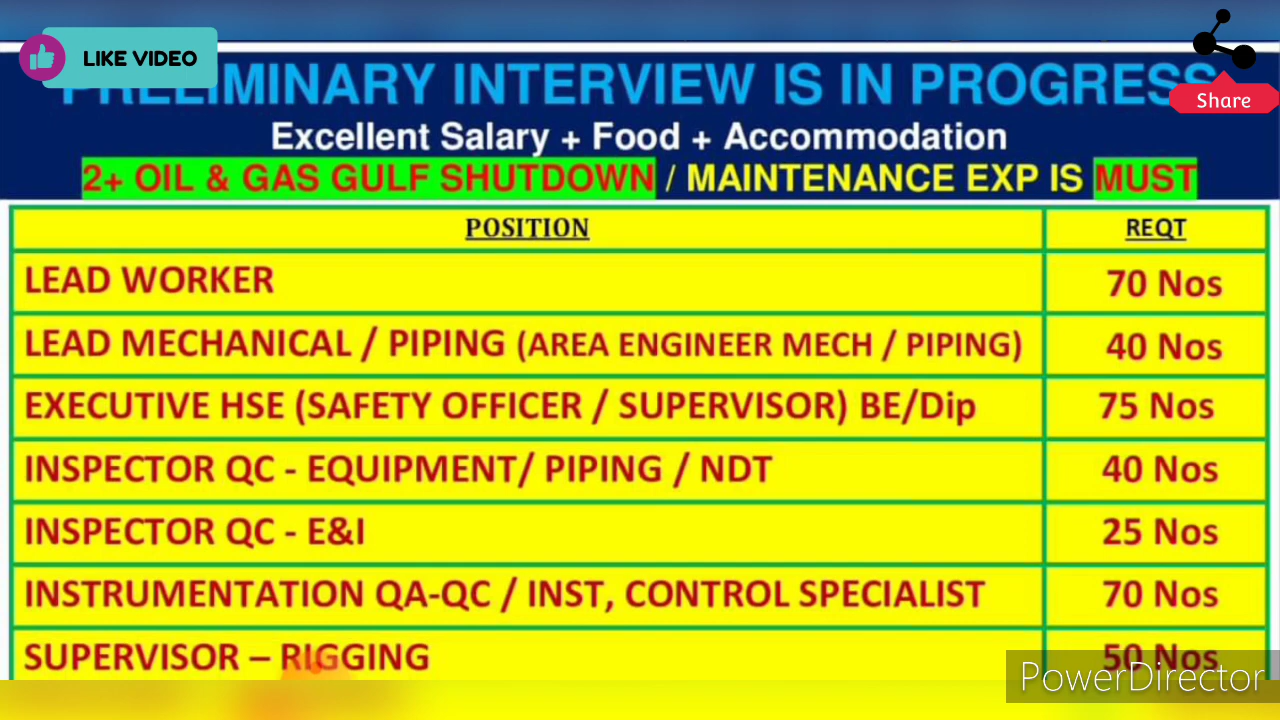 LIKE VIDEO
Share
PRELIMINARY INTERVIEW IS IN PROGRESS
Excellent Salary + Food + Accommodation
2+ OIL & GAS GULF SHUTDOWN / MAINTENANCE EXP IS MUST
POSITION REQT
LEAD WORKER 70 Nos
LEAD MECHANICAL / PIPING (AREA ENGINEER MECH / PIPING) 40 Nos
EXECUTIVE HSE (SAFETY OFFICER / SUPERVISOR) BE/Dip 75 Nos
INSPECTOR QC - EQUIPMENT/ PIPING / NDT 40 Nos
INSPECTOR QC - E&I 25 Nos
INSTRUMENTATION QA-QC / INST, CONTROL SPECIALIST 70 Nos
SUPERVISOR – RIGGING 50 Nos
PowerDirector